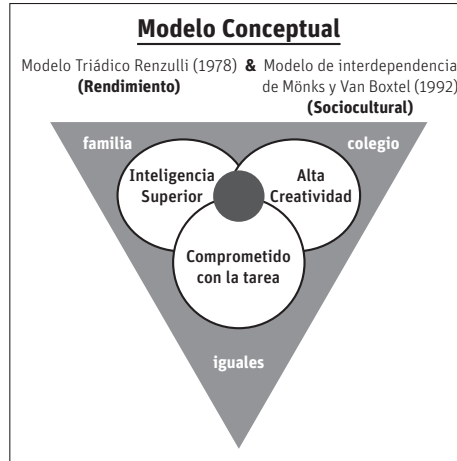 Modelo Conceptual
Modelo Triádico Renzulli (1978) & Modelo de interdependencia
(Rendimiento) de Mönks y Van Boxtel (1992)
(Sociocultural)
familia colegio
Inteligencia Alta
Superior Creatividad
Comprometido
con la tarea
iguales